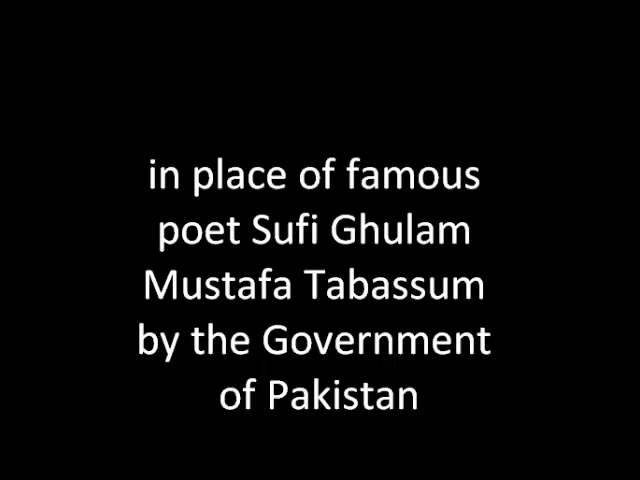 in place of famous
poet Sufi Ghulam
Mustafa Tabassum
by the Government
of Pakistan